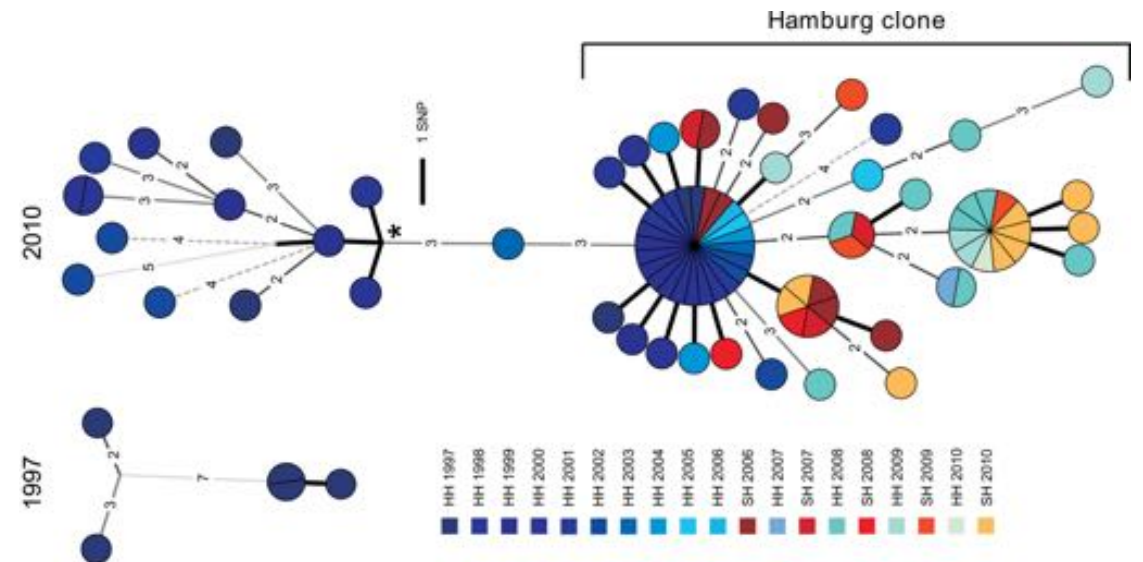 Hamburg clone
2010
2
3
3
3
2
4
5
4
2
*
1 SNP
3
3
2
2
3
4
2
2
3
2
2
2
2
3
2
1997
2
3
7
HH 1997
HH 1998
HH 1999
HH 2000
HH 2001
HH 2002
HH 2003
HH 2004
HH 2005
HH 2006
SH 2006
HH 2007
SH 2007
HH 2008
SH 2008
HH 2009
SH 2009
HH 2010
SH 2010